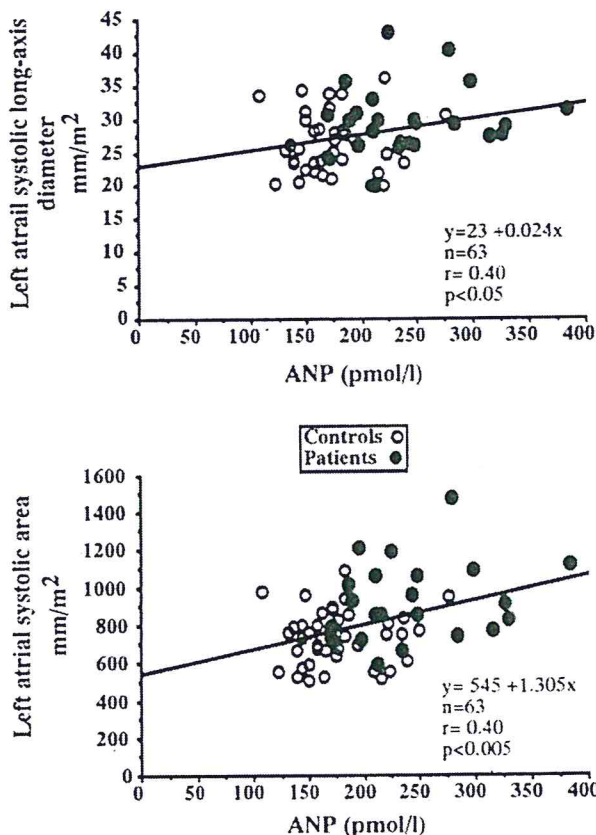 Left atrail systolic long-axis
diameter
mm/m²
45
40
35
30
25
20
15
10
5
0
y=23 +0.024x
n=63
r= 0.40
p<0.05
0 50 100 150 200 250 300 350 400
ANP (pmol/l)
Controls
Patients
Left atrial systolic area
mm/m²
1600
1400
1200
1000
800
600
400
200
0
y= 545 +1.305x
n=63
r= 0.40
p<0.005
0 50 100 150 200 250 300 350 400
ANP (pmol/l)